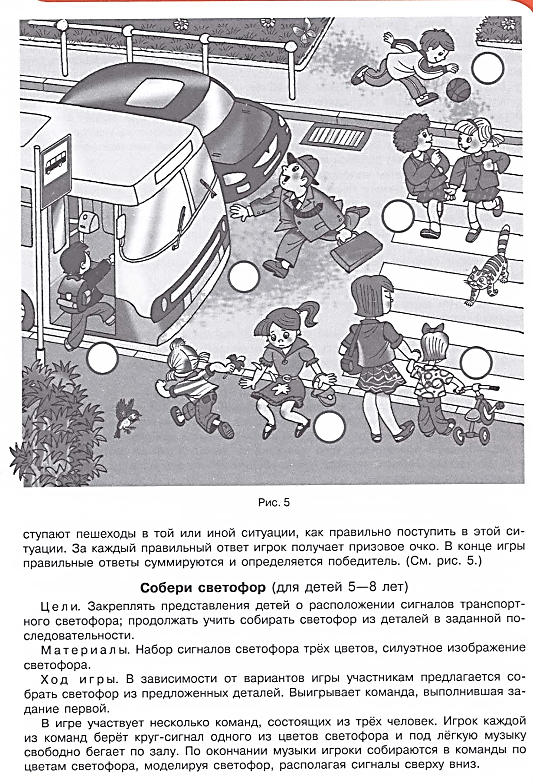 Рис. 5
ступают пешеходы в той или иной ситуации, как правильно поступить в этой си-
туации. За каждый правильный ответ игрок получает призовое очко. В конце игры
правильные ответы суммируются и определяется победитель. (См. рис. 5.)
Собери светофор (для детей 5—8 лет)
Цели. Закреплять представления детей о расположении сигналов транспорт-
ного светофора; продолжать учить собирать светофор из деталей в заданной по-
следовательности.
Материалы. Набор сигналов светофора трёх цветов, силуэтное изображение
светофора.
Ход игры. В зависимости от вариантов игры участникам предлагается со-
брать светофор из предложенных деталей. Выигрывает команда, выполнившая за-
дание первой.
В игре участвует несколько команд, состоящих из трёх человек. Игрок каждой
из команд берёт круг-сигнал одного из цветов светофора и под лёгкую музыку
свободно бегает по залу. По окончании музыки игроки собираются в команды по
цветам светофора, моделируя светофор, располагая сигналы сверху вниз.